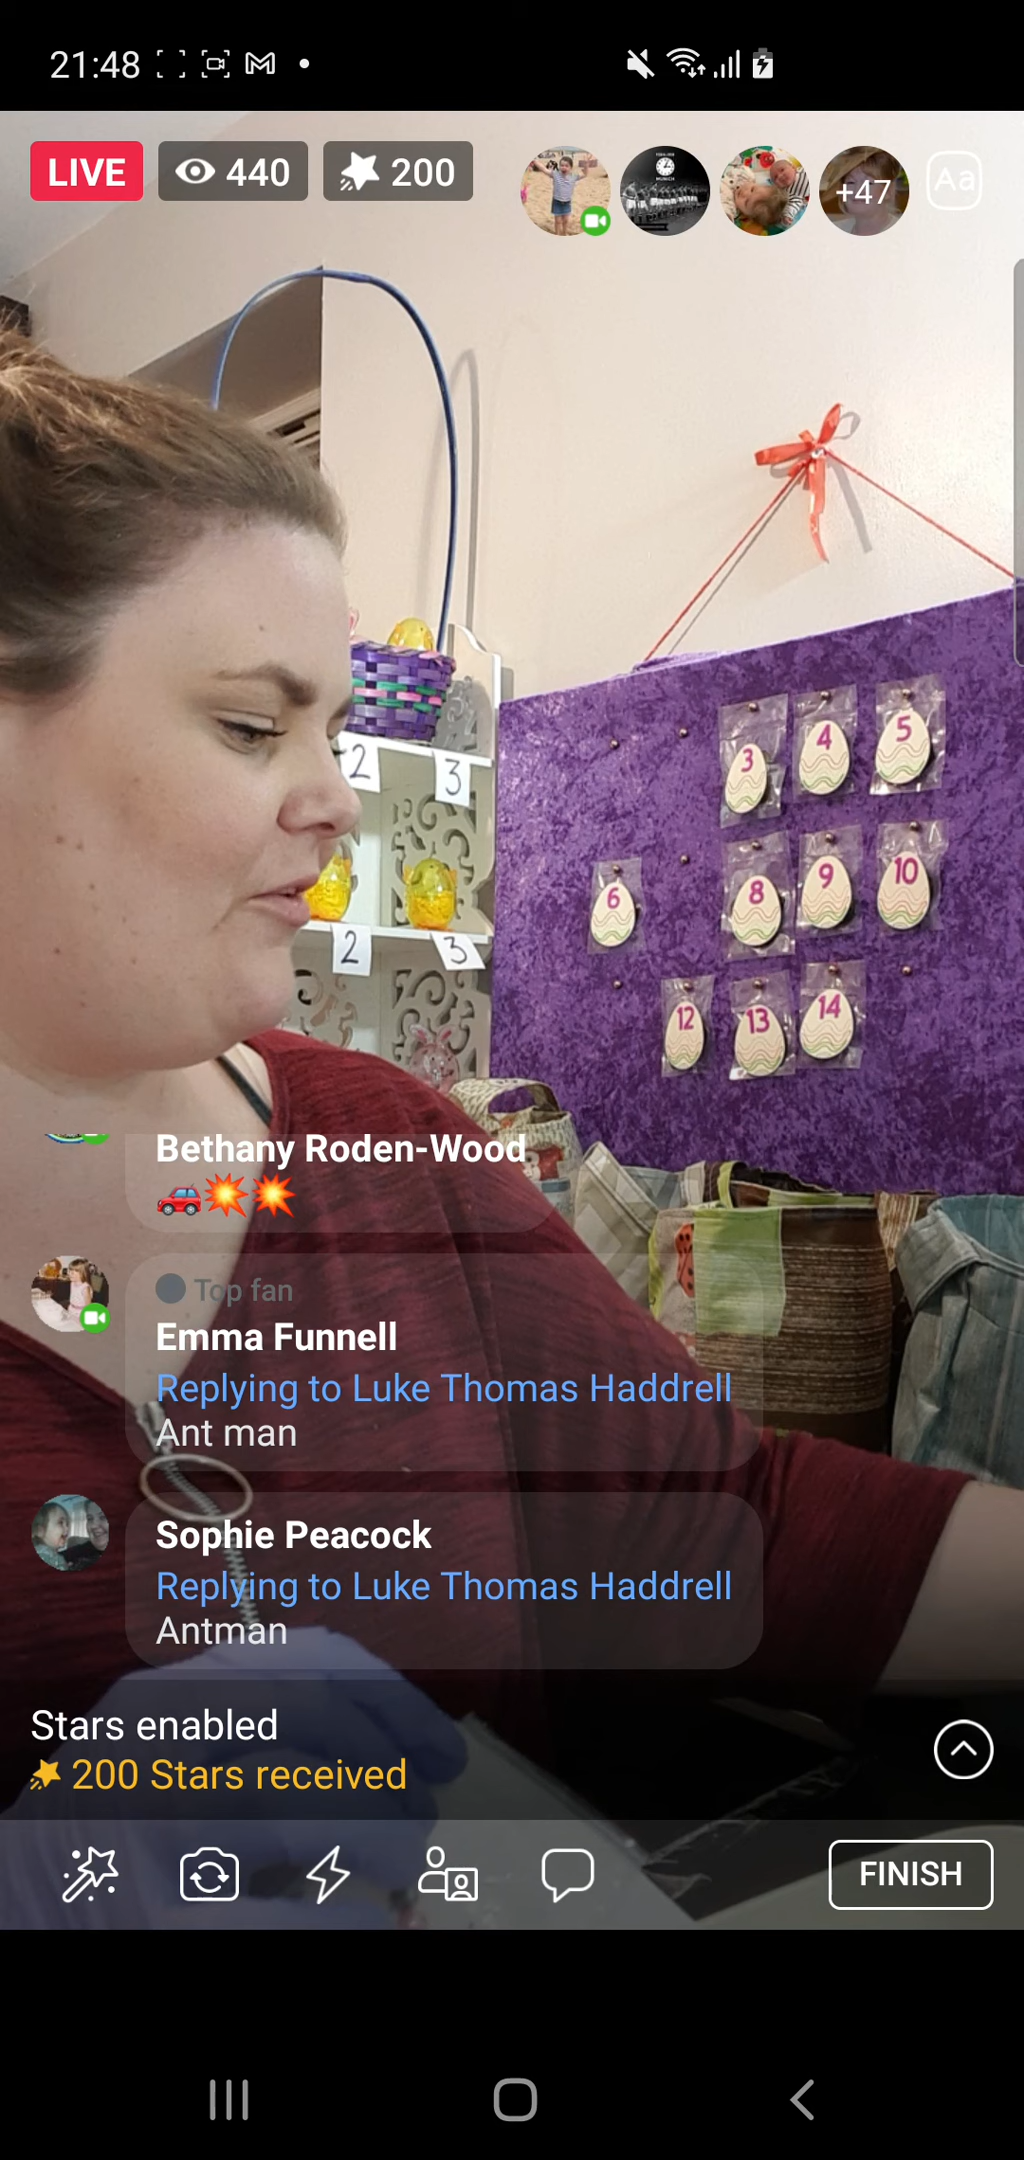 21:48
LIVE 440 200 +47 Aa
2 3
3 4 5
6 8 9 10
2 3
12 13 14
Bethany Roden-Wood
🚗💥💥
Top fan
Emma Funnell
Replying to Luke Thomas Haddrell
Ant man
Sophie Peacock
Replying to Luke Thomas Haddrell
Antman
Stars enabled
200 Stars received
FINISH